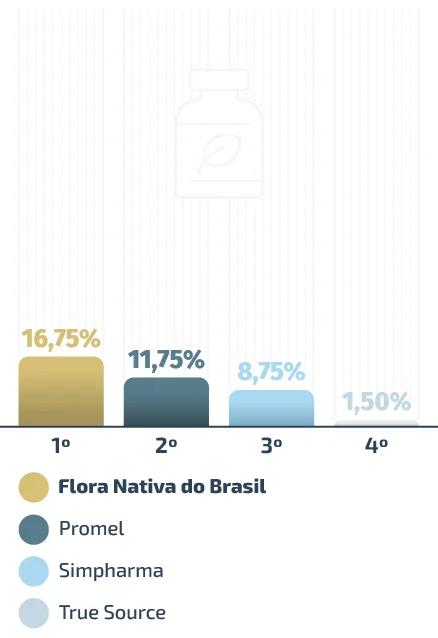 16,75%
11,75%
8,75%
1,50%
1º
2º
3º
4º
Flora Nativa do Brasil
Promel
Simpharma
True Source